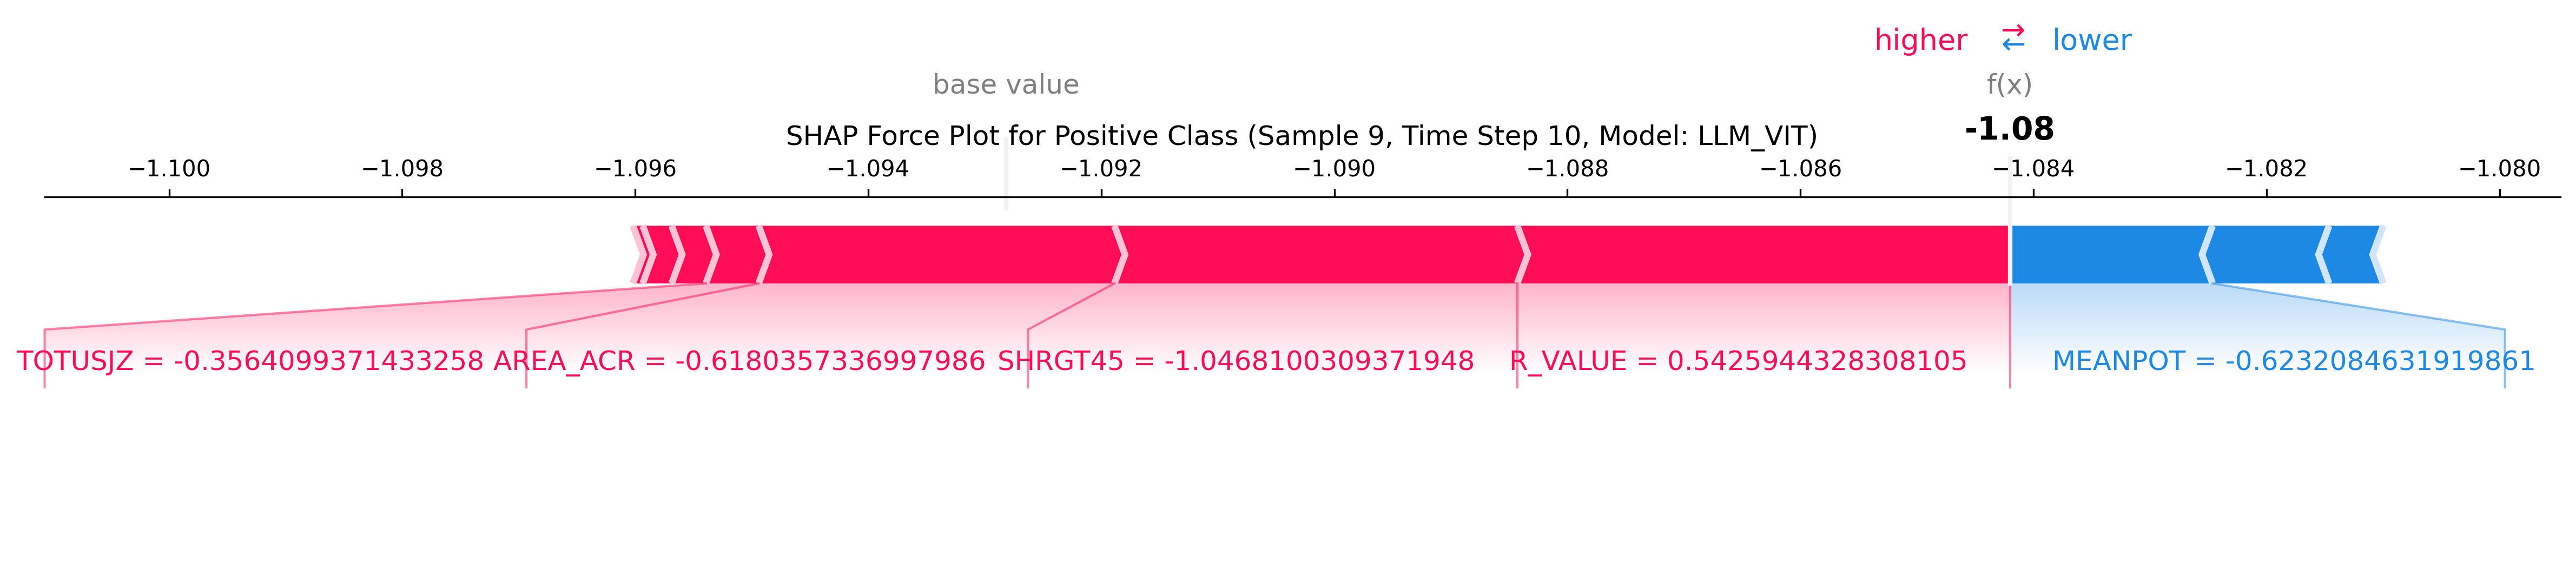 higher ⇄ lower
base value f(x)
SHAP Force Plot for Positive Class (Sample 9, Time Step 10, Model: LLM_VIT) -1.08
−1.100 −1.098 −1.096 −1.094 −1.092 −1.090 −1.088 −1.086 −1.084 −1.082 −1.080
TOTUSJZ = -0.3564099371433258 AREA_ACR = -0.6180357336997986 SHRGT45 = -1.0468100309371948 R_VALUE = 0.5425944328308105 MEANPOT = -0.6232084631919861